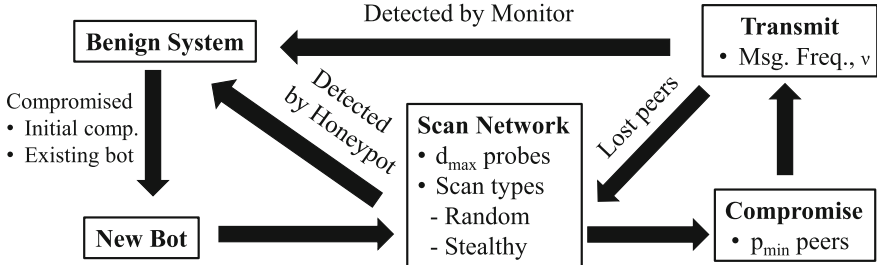 Detected by Monitor
Benign System
Transmit
• Msg. Freq., ν
Compromised
• Initial comp.
• Existing bot
Detected
by Honeypot
Lost peers
Scan Network
• dmax probes
• Scan types
- Random
- Stealthy
New Bot
Compromise
• pmin peers